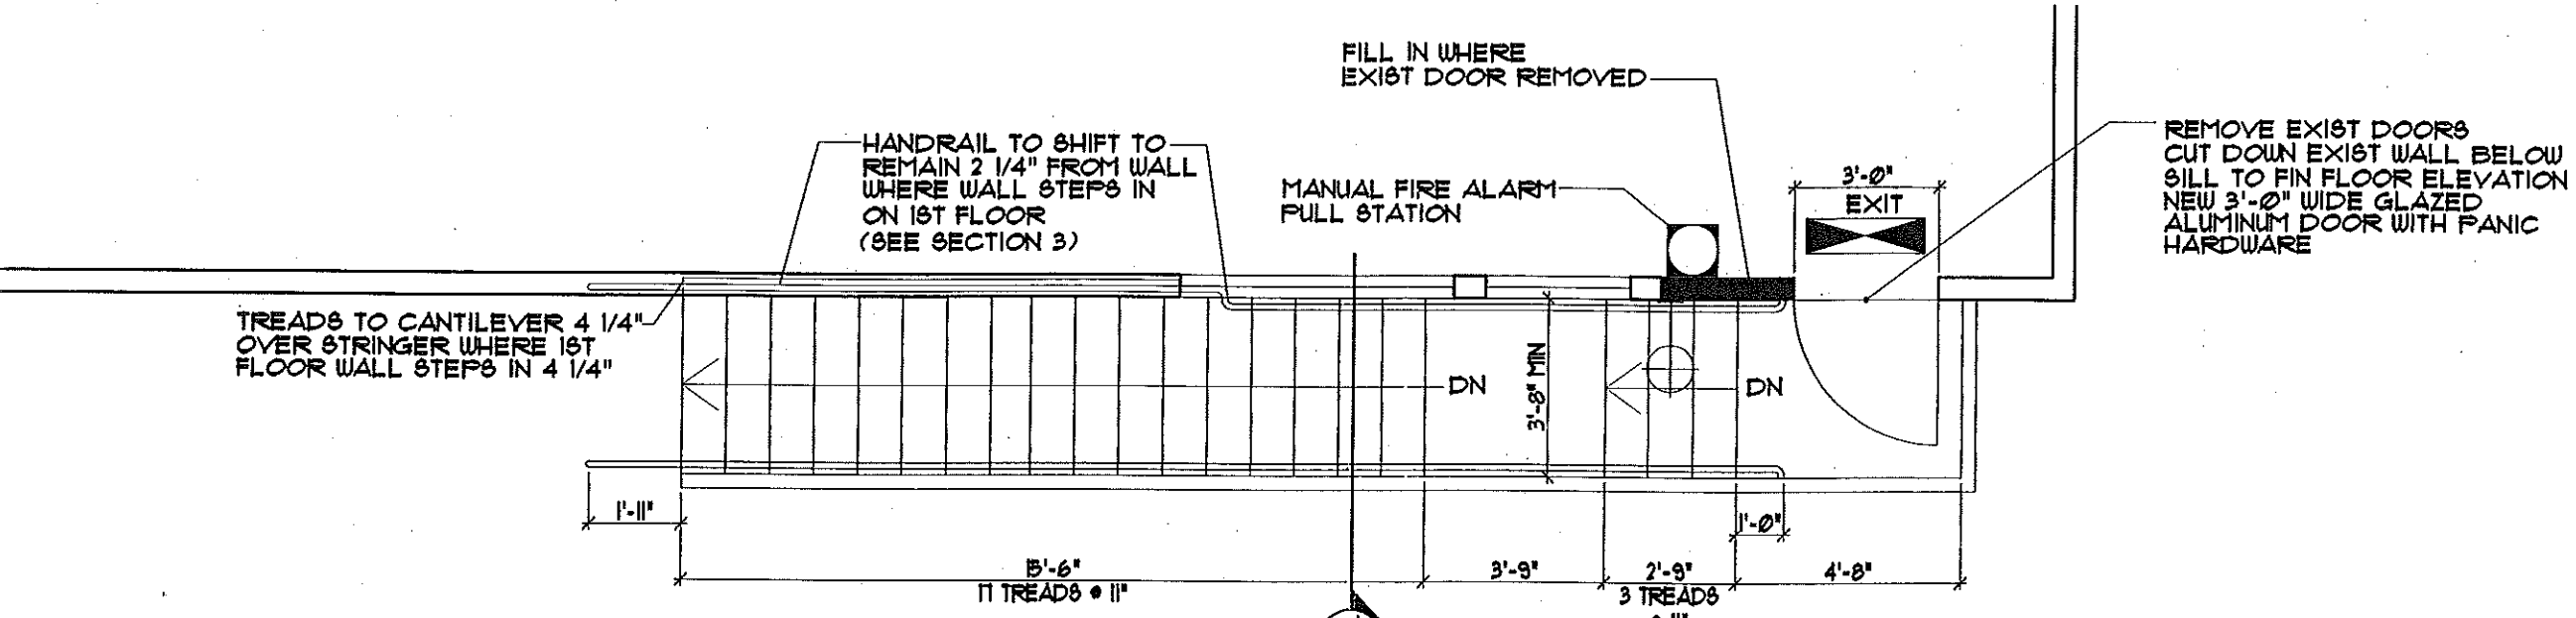 FILL IN WHERE
EXIST DOOR REMOVED
HANDRAIL TO SHIFT TO
REMAIN 2 1/4" FROM WALL
WHERE WALL STEPS IN
ON 1ST FLOOR
(SEE SECTION 3)
MANUAL FIRE ALARM
PULL STATION
3'-0"
EXIT
REMOVE EXIST DOORS
CUT DOWN EXIST WALL BELOW
SILL TO FIN FLOOR ELEVATION
NEW 3'-0" WIDE GLAZED
ALUMINUM DOOR WITH PANIC
HARDWARE
TREADS TO CANTILEVER 4 1/4"
OVER STRINGER WHERE 1ST
FLOOR WALL STEPS IN 4 1/4"
DN
3'-8" MIN
DN
1'-11"
1'-0"
15'-6"
3'-9"
2'-9"
4'-8"
17 TREADS @ 11"
3 TREADS